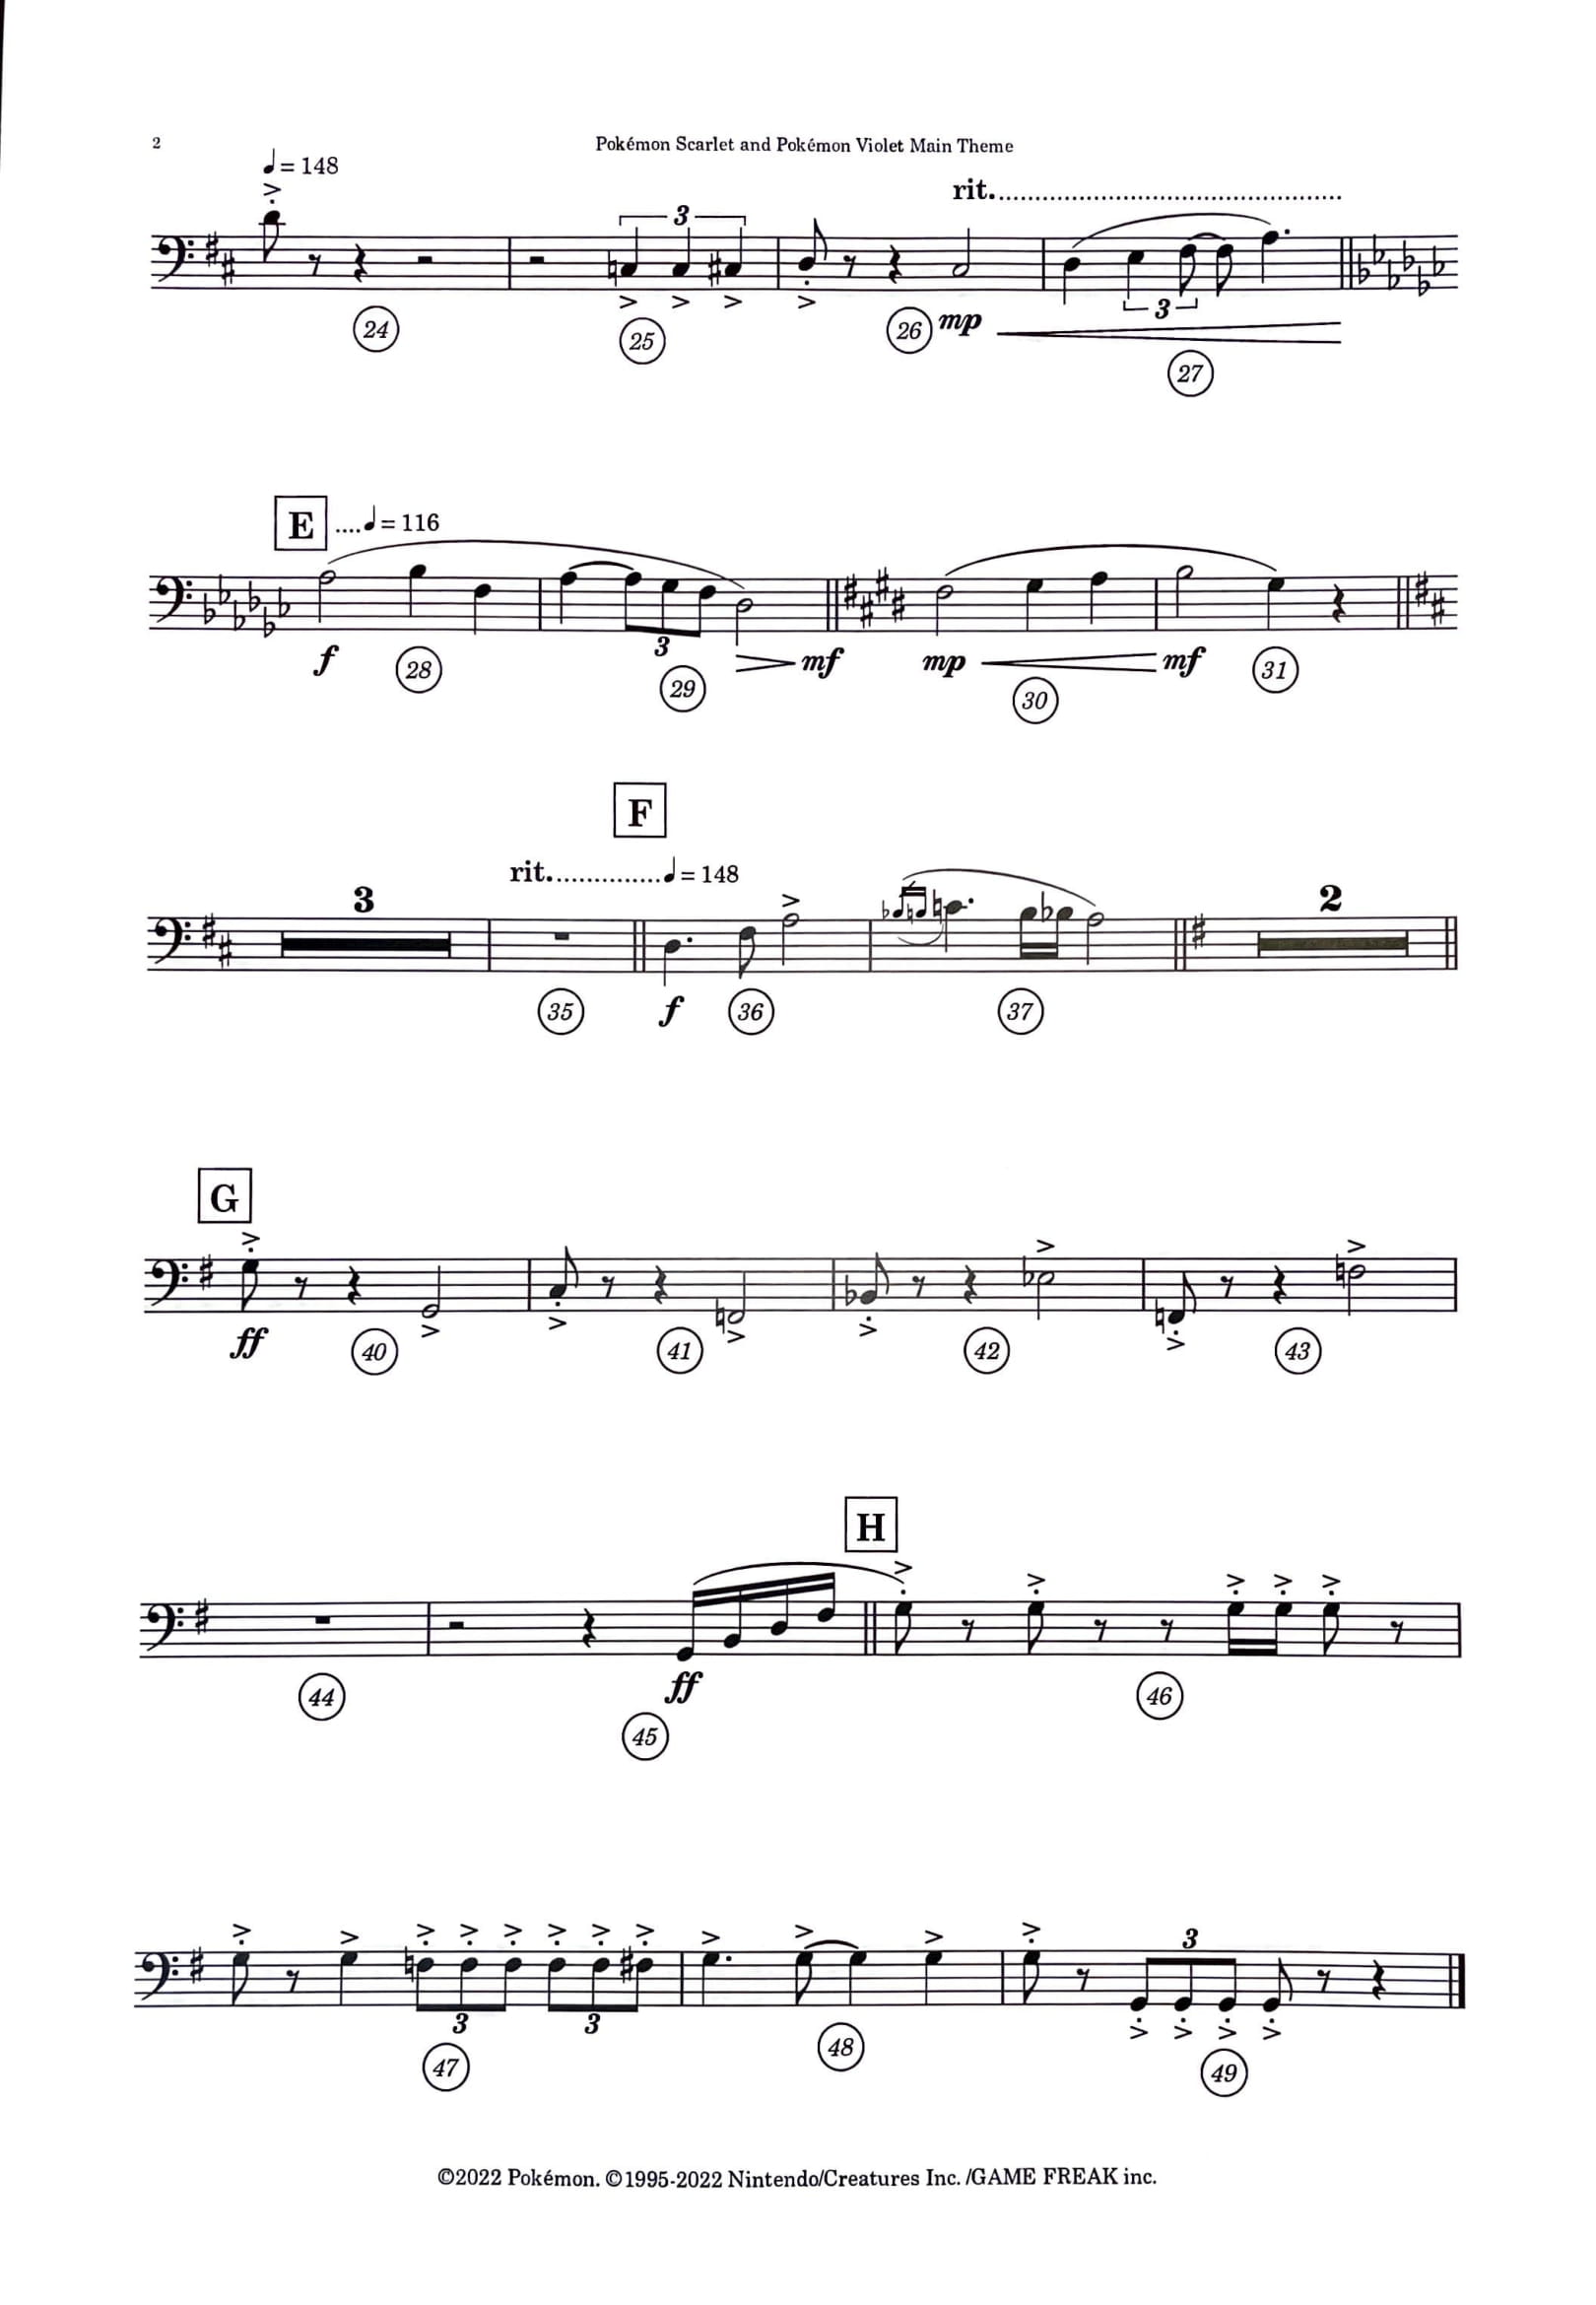 2
Pokémon Scarlet and Pokémon Violet Main Theme
♩= 148
rit.
3
24
25
26
mp
3
27
E ....♩= 116
f
28
3
29
mf
mp
30
mf
31
F
rit. ♩= 148
3
2
35
f
36
37
G
ff
40
41
42
43
H
44
ff
45
46
3
3
3
47
48
49
©2022 Pokémon. ©1995-2022 Nintendo/Creatures Inc. /GAME FREAK inc.